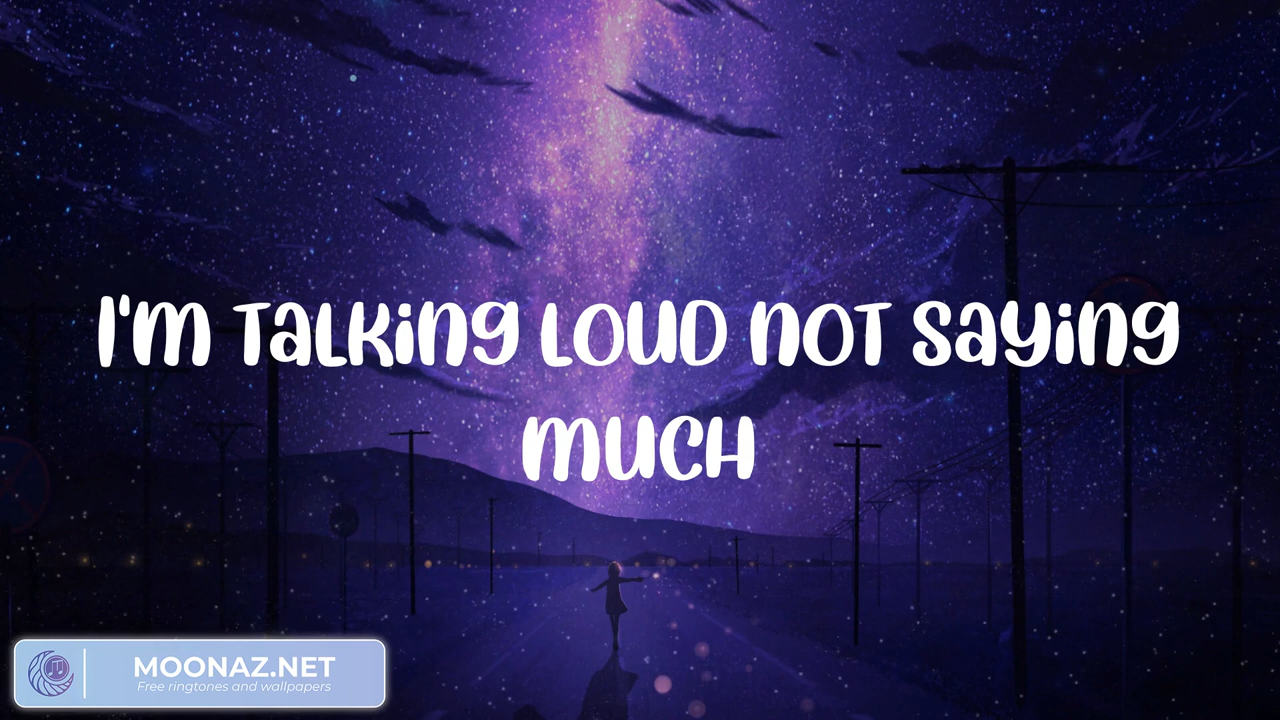 I'm talking loud not saying
much
MOONAZ.NET
Free ringtones and wallpapers